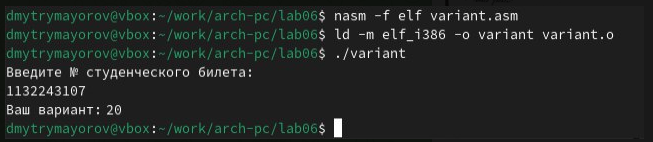 dmytrymayorov@vbox:~/work/arch-pc/lab06$ nasm -f elf variant.asm
dmytrymayorov@vbox:~/work/arch-pc/lab06$ ld -m elf_i386 -o variant variant.o
dmytrymayorov@vbox:~/work/arch-pc/lab06$ ./variant
Введите № студенческого билета:
1132243107
Ваш вариант: 20
dmytrymayorov@vbox:~/work/arch-pc/lab06$